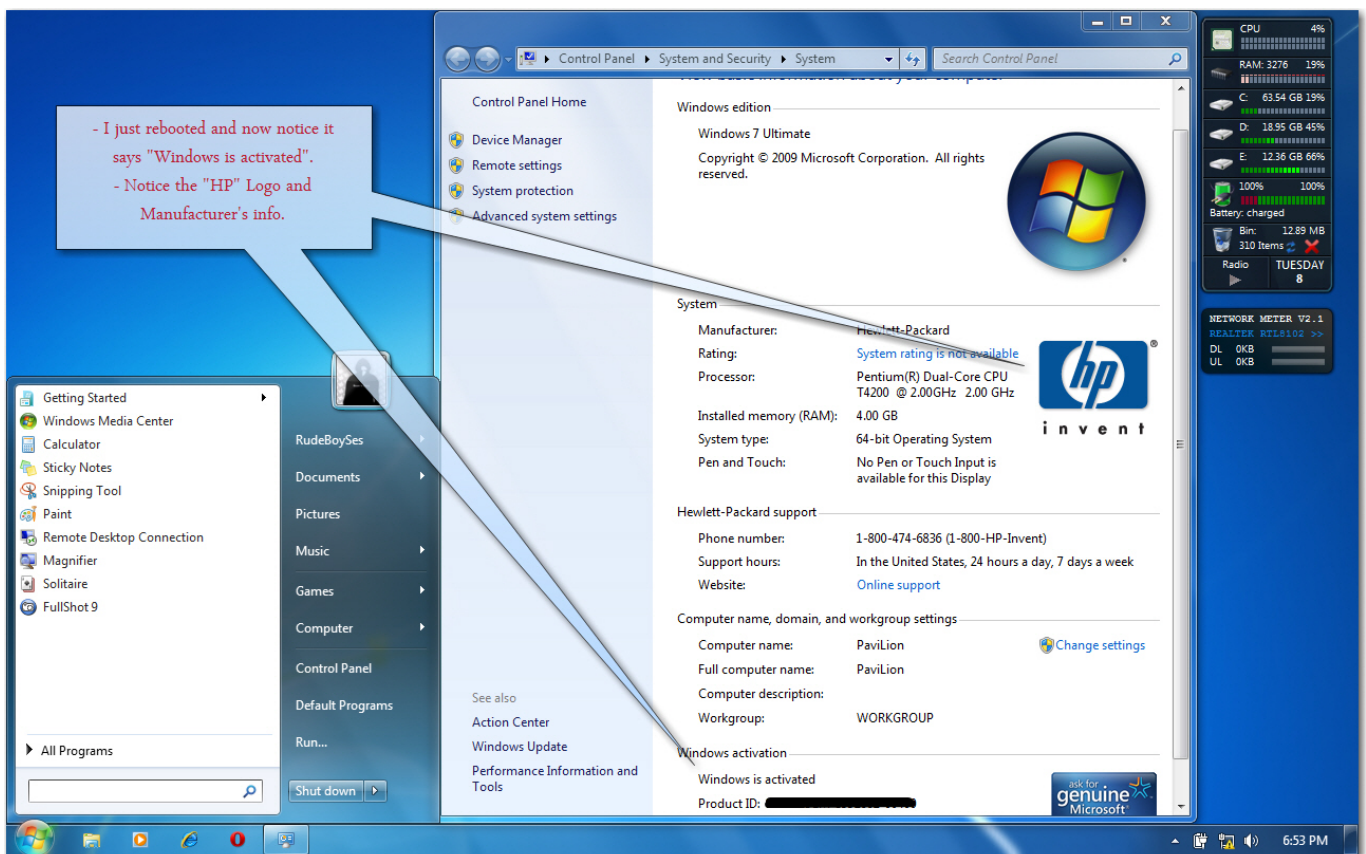 - I just rebooted and now notice it
says "Windows is activated".
- Notice the "HP" Logo and
Manufacturer's info.
Control Panel
System and Security
System
Search Control Panel
View basic information about your computer
Control Panel Home
Device Manager
Remote settings
System protection
Advanced system settings
Windows edition
Windows 7 Ultimate
Copyright © 2009 Microsoft Corporation. All rights
reserved.
System
Manufacturer: Hewlett-Packard
Rating: System rating is not available
Processor: Pentium(R) Dual-Core CPU
T4200 @ 2.00GHz 2.00 GHz
Installed memory (RAM): 4.00 GB
System type: 64-bit Operating System
Pen and Touch: No Pen or Touch Input is
available for this Display
hp
®
invent
Hewlett-Packard support
Phone number: 1-800-474-6836 (1-800-HP-Invent)
Support hours: In the United States, 24 hours a day, 7 days a week
Website: Online support
Computer name, domain, and workgroup settings
Computer name: PaviLion
Change settings
Full computer name: PaviLion
Computer description:
Workgroup: WORKGROUP
Windows activation
Windows is activated
Product ID:
ask for
genuine
Microsoft
See also
Action Center
Windows Update
Performance Information and
Tools
Getting Started
Windows Media Center
Calculator
Sticky Notes
Snipping Tool
Paint
Remote Desktop Connection
Magnifier
Solitaire
FullShot 9
All Programs
RudeBoySes
Documents
Pictures
Music
Games
Computer
Control Panel
Default Programs
Run...
Shut down
CPU 4%
RAM: 3276 19%
C: 63.54 GB 19%
D: 18.95 GB 45%
E: 12.36 GB 66%
100% 100%
Battery: charged
Bin: 12.89 MB
310 Items
Radio TUESDAY
8
NETWORK METER V2.1
REALTEK RTL8102 >>
DL 0KB
UL 0KB
6:53 PM